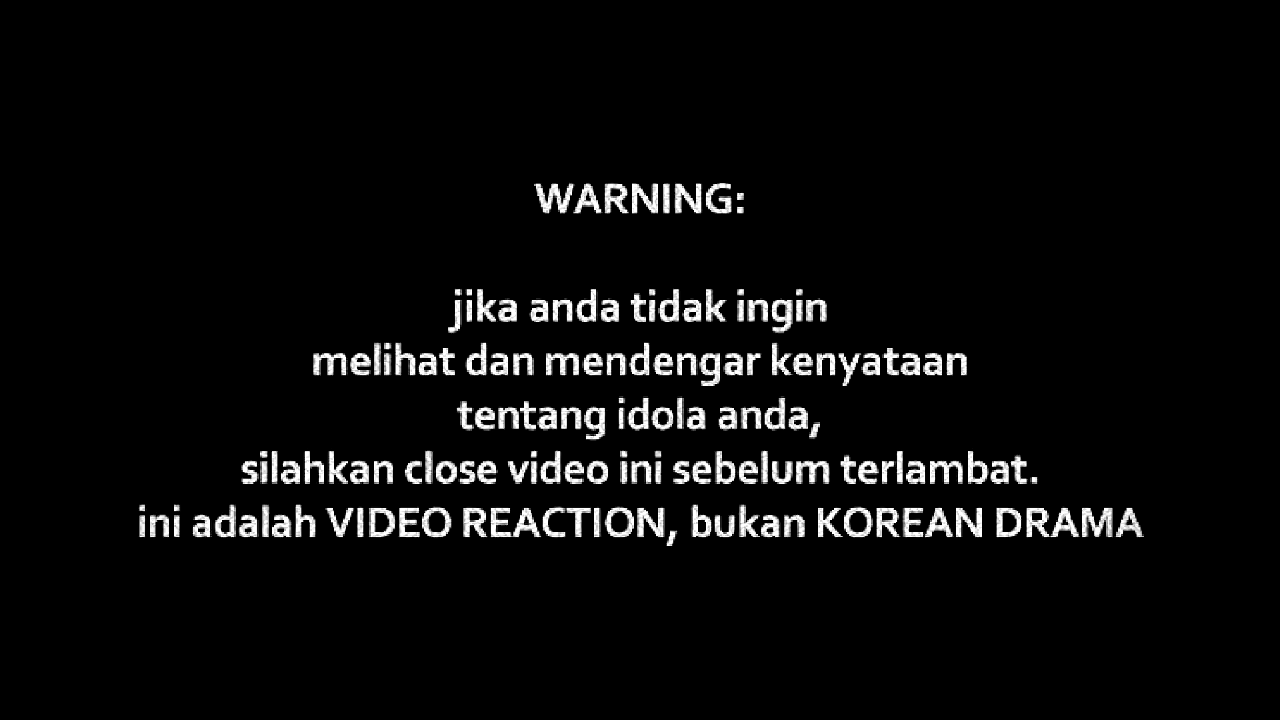 WARNING:
jika anda tidak ingin
melihat dan mendengar kenyataan
tentang idola anda,
silahkan close video ini sebelum terlambat.
ini adalah VIDEO REACTION, bukan KOREAN DRAMA